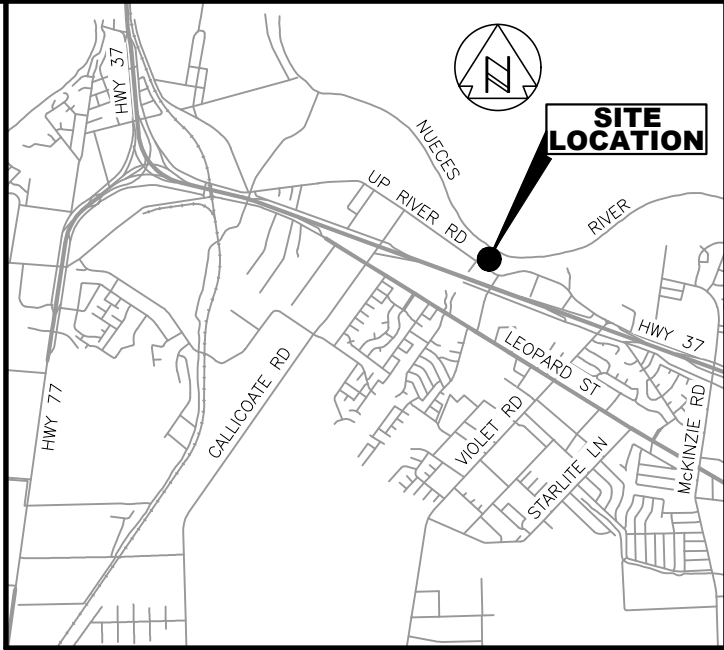 HWY 37
N
SITE
LOCATION
NUECES
UP RIVER RD
RIVER
HWY 37
LEOPARD ST
CALLICOATE RD
HWY 77
VIOLET RD
McKINZIE RD
STARLITE LN